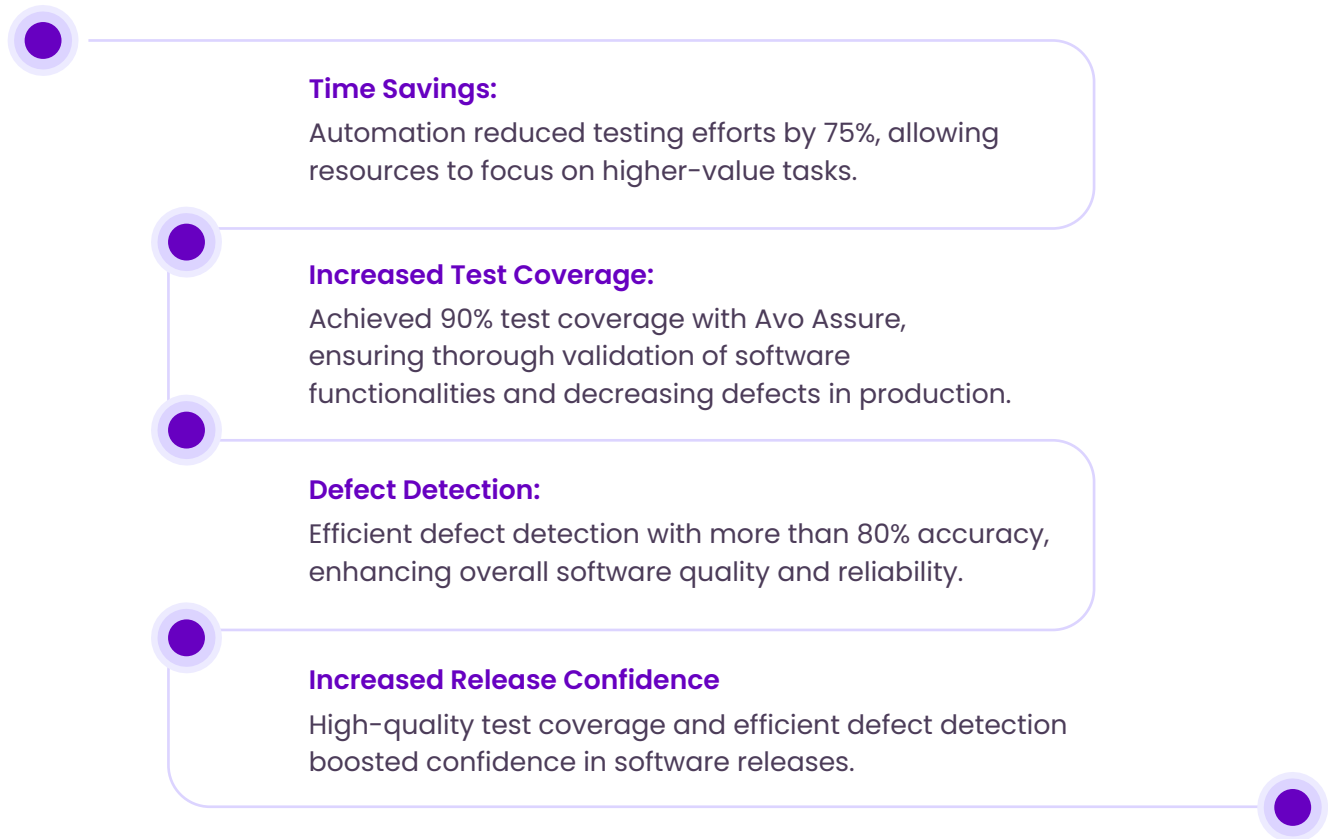 Time Savings:
Automation reduced testing efforts by 75%, allowing
resources to focus on higher-value tasks.
Increased Test Coverage:
Achieved 90% test coverage with Avo Assure,
ensuring thorough validation of software
functionalities and decreasing defects in production.
Defect Detection:
Efficient defect detection with more than 80% accuracy,
enhancing overall software quality and reliability.
Increased Release Confidence
High-quality test coverage and efficient defect detection
boosted confidence in software releases.